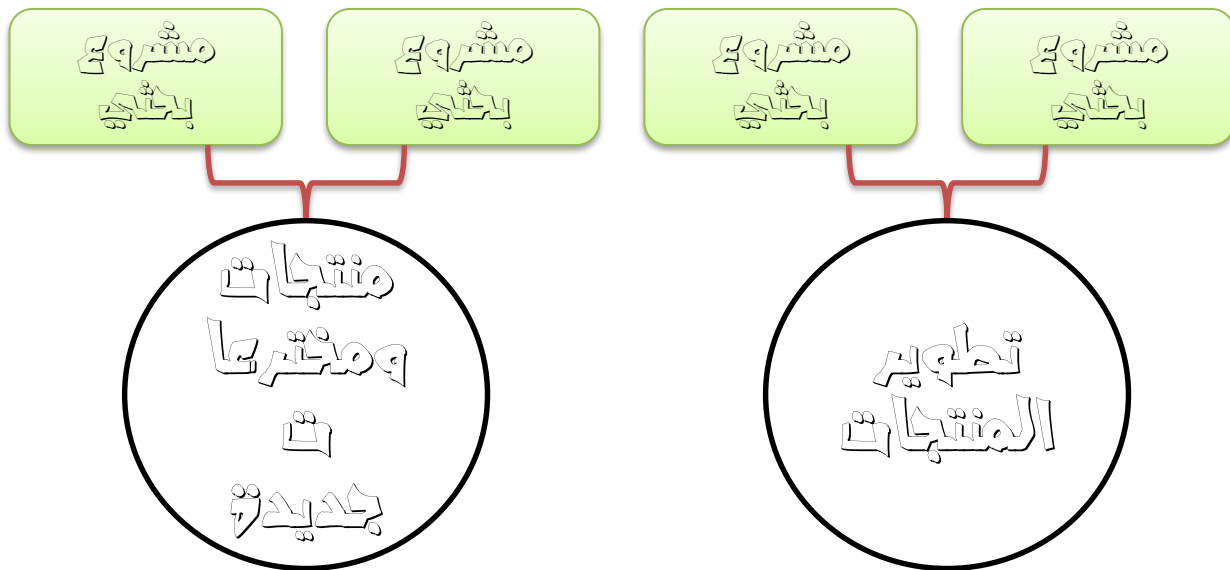 مشروع
بحثي
مشروع
بحثي
مشروع
بحثي
مشروع
بحثي
تطوير
المنتجات
منتجات
ومخترعا
ت
جديدة